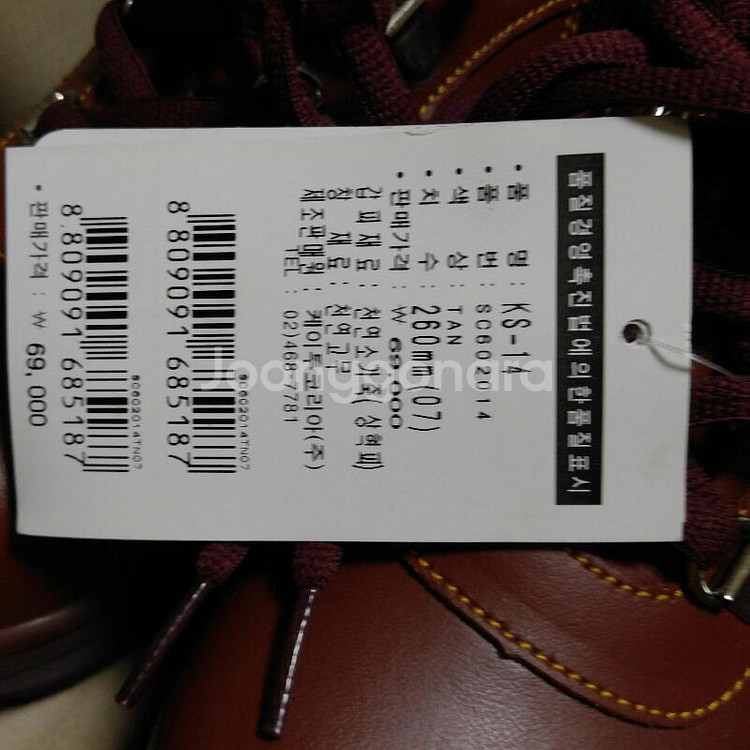 품질경영촉진법에의한품질표시
• 품 명 : KS-14
• 품 번 : SC602014
• 색 상 : TAN
• 치 수 : 260mm(07)
• 판매가격 : ₩ 69,000
갑피재료 : 천연소가죽( 상혁피)
창 재료 : 천연고무
제조판매원 : 케이투코리아(주)
TEL : 02)468-7781
SC602014TN07
8 809091 685187
SC602014TN07
8 809091 685187
• 판매가격 : ₩ 69,000
Joonggonara